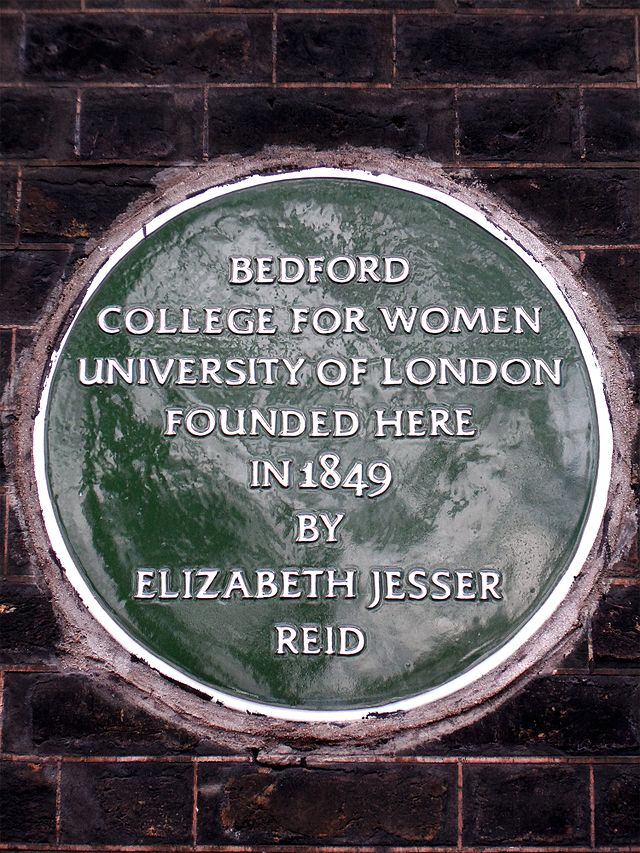 BEDFORD
COLLEGE FOR WOMEN
UNIVERSITY OF LONDON
FOUNDED HERE
IN 1849
BY
ELIZABETH JESSER
REID